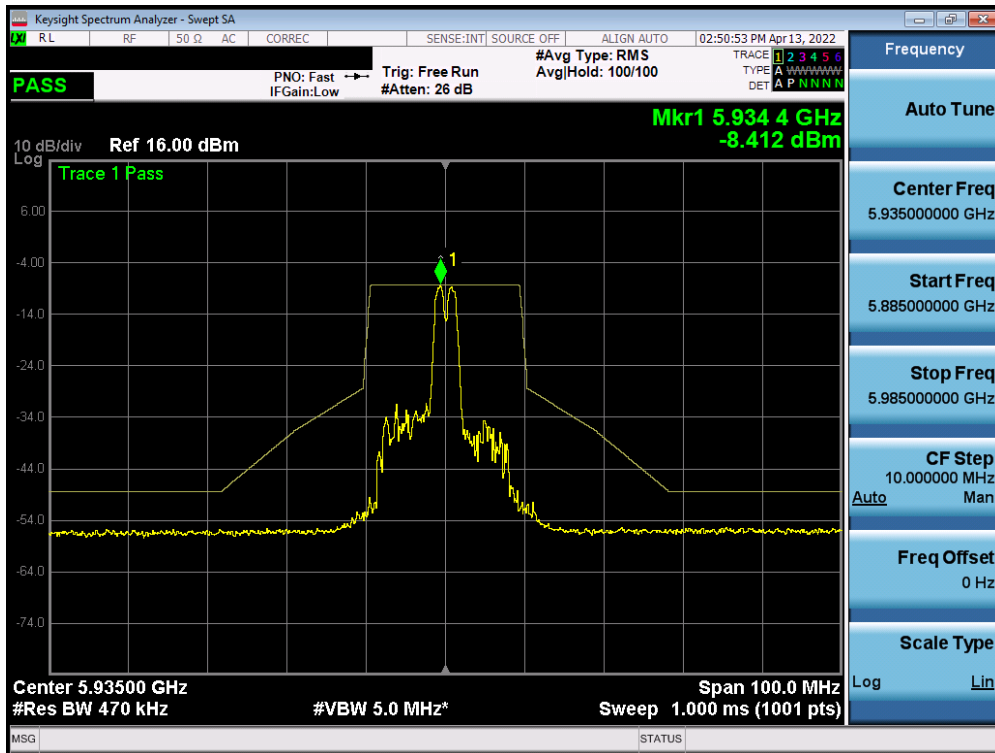 Keysight Spectrum Analyzer - Swept SA
LXI RL RF 50 Ω AC CORREC SENSE:INT SOURCE OFF ALIGN AUTO 02:50:53 PM Apr 13, 2022
PASS
PNO: Fast
IFGain:Low
Trig: Free Run
#Atten: 26 dB
#Avg Type: RMS
Avg|Hold: 100/100
TRACE 1 2 3 4 5 6
TYPE A WWWWW
DET A P N N N N
Mkr1 5.934 4 GHz
-8.412 dBm
10 dB/div Ref 16.00 dBm
Log
Trace 1 Pass
1
6.00
-4.00
-14.0
-24.0
-34.0
-44.0
-54.0
-64.0
-74.0
Center 5.93500 GHz Span 100.0 MHz
#Res BW 470 kHz #VBW 5.0 MHz* Sweep 1.000 ms (1001 pts)
MSG STATUS
Frequency
Auto Tune
Center Freq
5.935000000 GHz
Start Freq
5.885000000 GHz
Stop Freq
5.985000000 GHz
CF Step
10.000000 MHz
Auto Man
Freq Offset
0 Hz
Scale Type
Log Lin